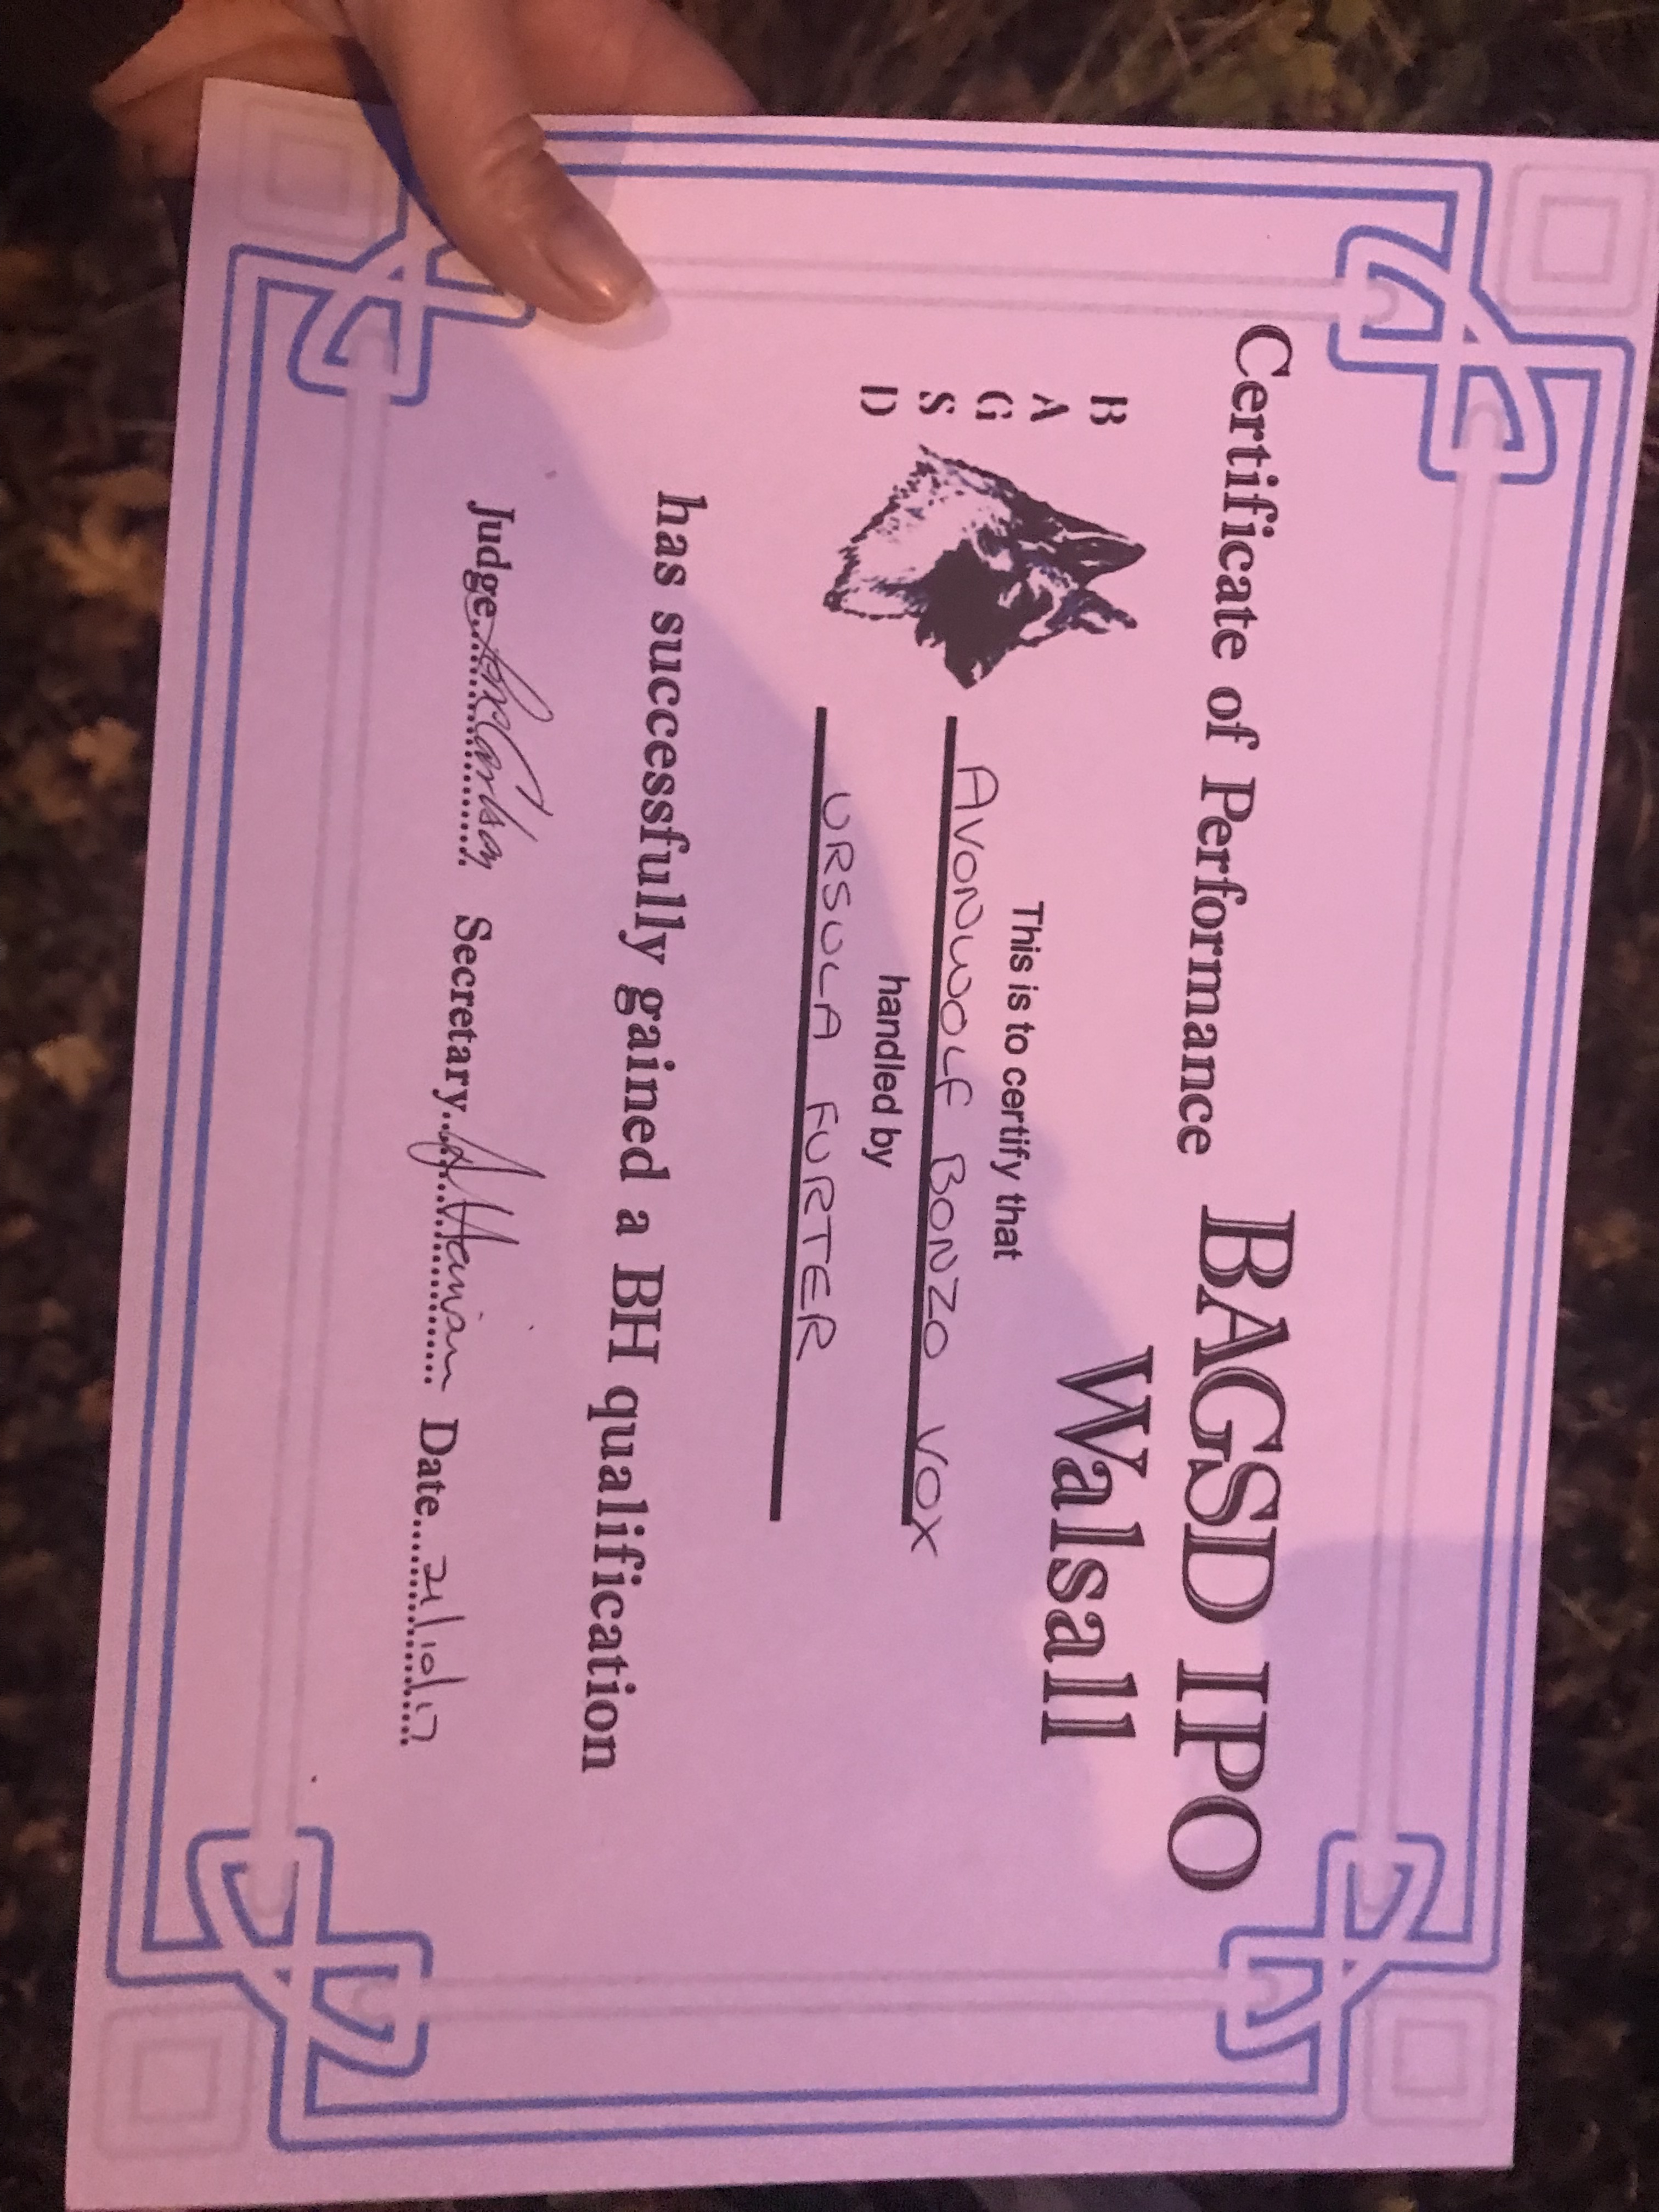 Certificate of Performance BAGSD IPO
Walsall
B
A
G
S
D
This is to certify that
AVONWOLF BONZO VOX
handled by
URSULA FURTER
has successfully gained a BH qualification
Judge Secretary Date 21/10/17